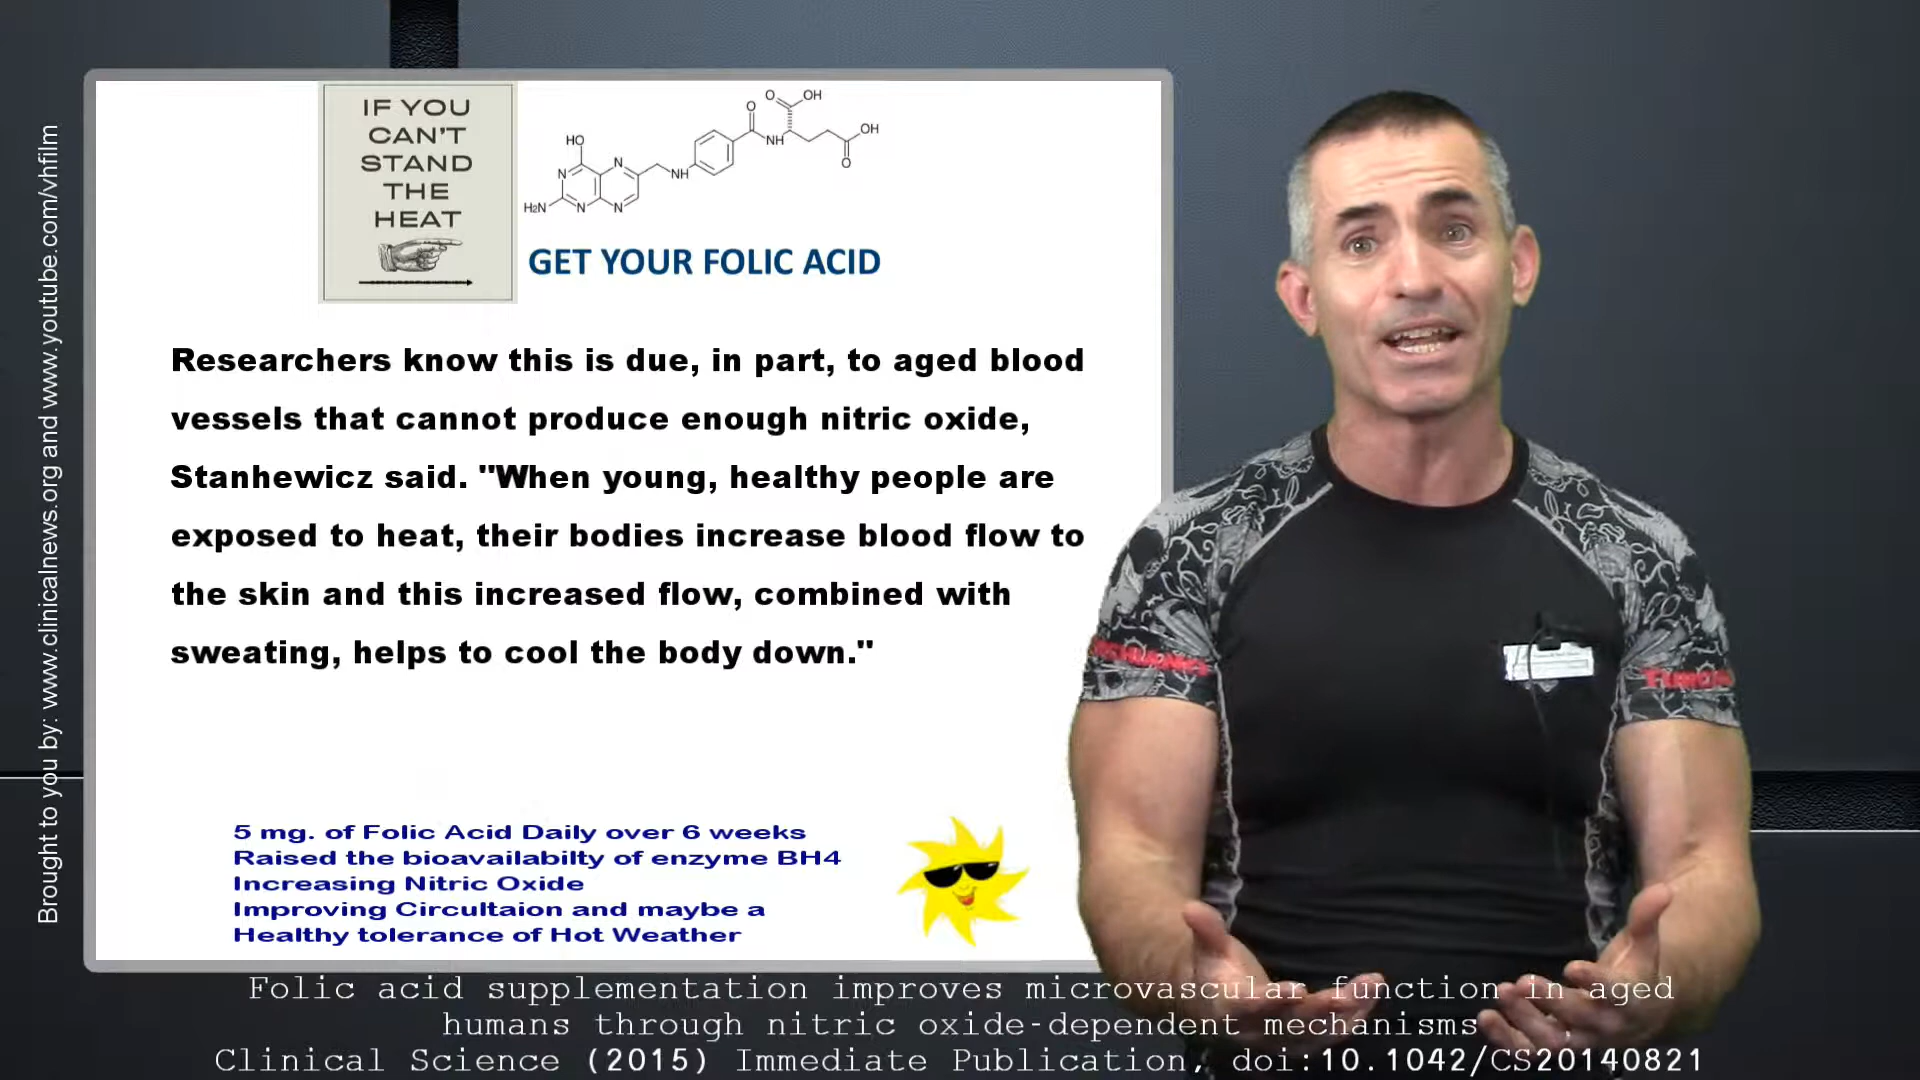 IF YOU
CAN'T
STAND
THE
HEAT
O
OH
O
OH
O
NH
HO
N
N
NH
H2N
N
N
GET YOUR FOLIC ACID
Researchers know this is due, in part, to aged blood
vessels that cannot produce enough nitric oxide,
Stanhewicz said. "When young, healthy people are
exposed to heat, their bodies increase blood flow to
the skin and this increased flow, combined with
sweating, helps to cool the body down."
5 mg. of Folic Acid Daily over 6 weeks
Raised the bioavailabilty of enzyme BH4
Increasing Nitric Oxide
Improving Circultaion and maybe a
Healthy tolerance of Hot Weather
Brought to you by: www.clinicalnews.org and www.youtube.com/vhfilm
Folic acid supplementation improves microvascular function in aged
humans through nitric oxide-dependent mechanisms
Clinical Science (2015) Immediate Publication, doi:10.1042/CS20140821